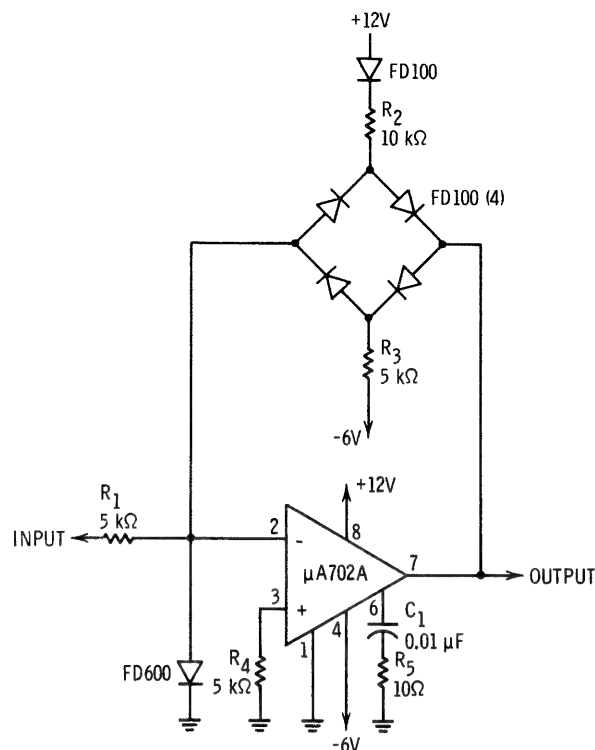 +12V
FD100
R2
10 kΩ
FD100 (4)
R3
5 kΩ
-6V
+12V
R1
5 kΩ
INPUT
2
-
8
μA702A
7
OUTPUT
3
+
6
C1
0.01 μF
1
4
R4
5 kΩ
R5
10Ω
FD600
-6V